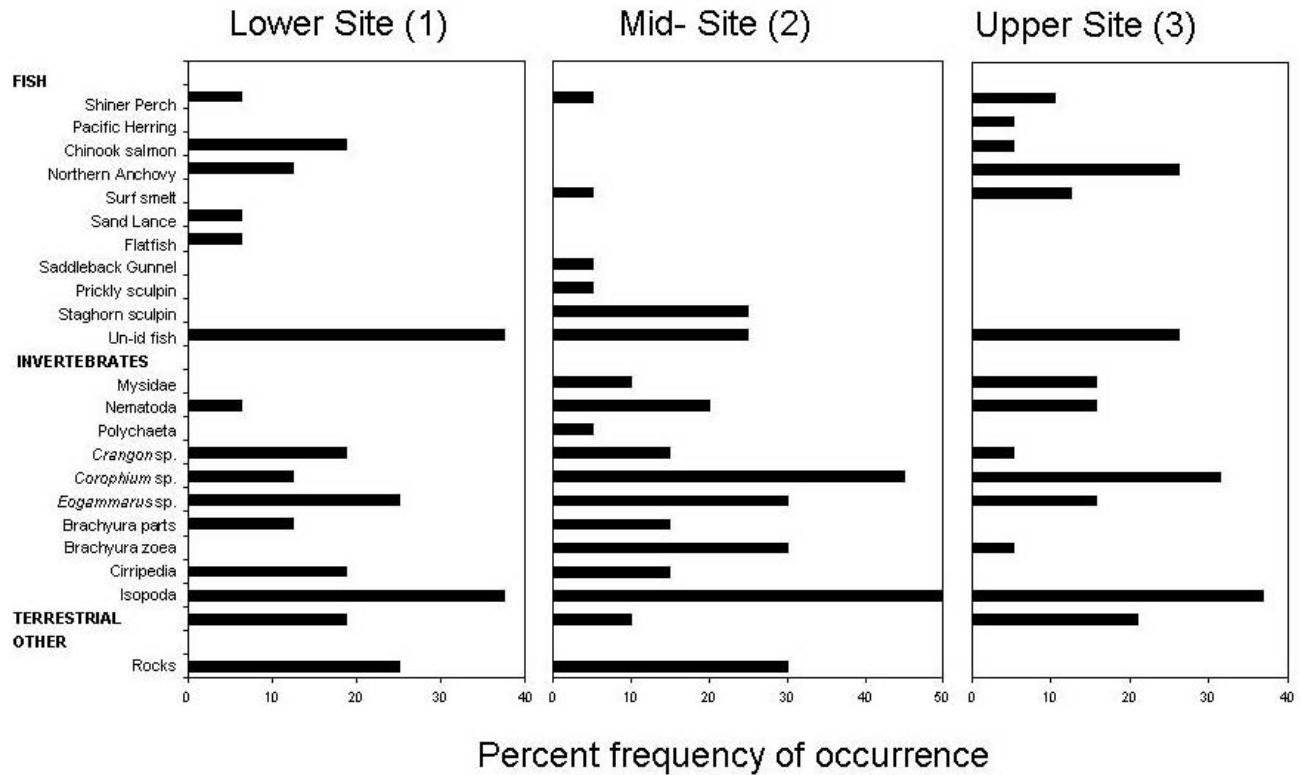 Lower Site (1) Mid- Site (2) Upper Site (3)
FISH
Shiner Perch
Pacific Herring
Chinook salmon
Northern Anchovy
Surf smelt
Sand Lance
Flatfish
Saddleback Gunnel
Prickly sculpin
Staghorn sculpin
Un-id fish
INVERTEBRATES
Mysidae
Nematoda
Polychaeta
Crangon sp.
Corophium sp.
Eogammarus sp.
Brachyura parts
Brachyura zoea
Cirripedia
Isopoda
TERRESTRIAL
OTHER
Rocks
0 10 20 30 40 0 10 20 30 40 50 0 10 20 30 40
Percent frequency of occurrence